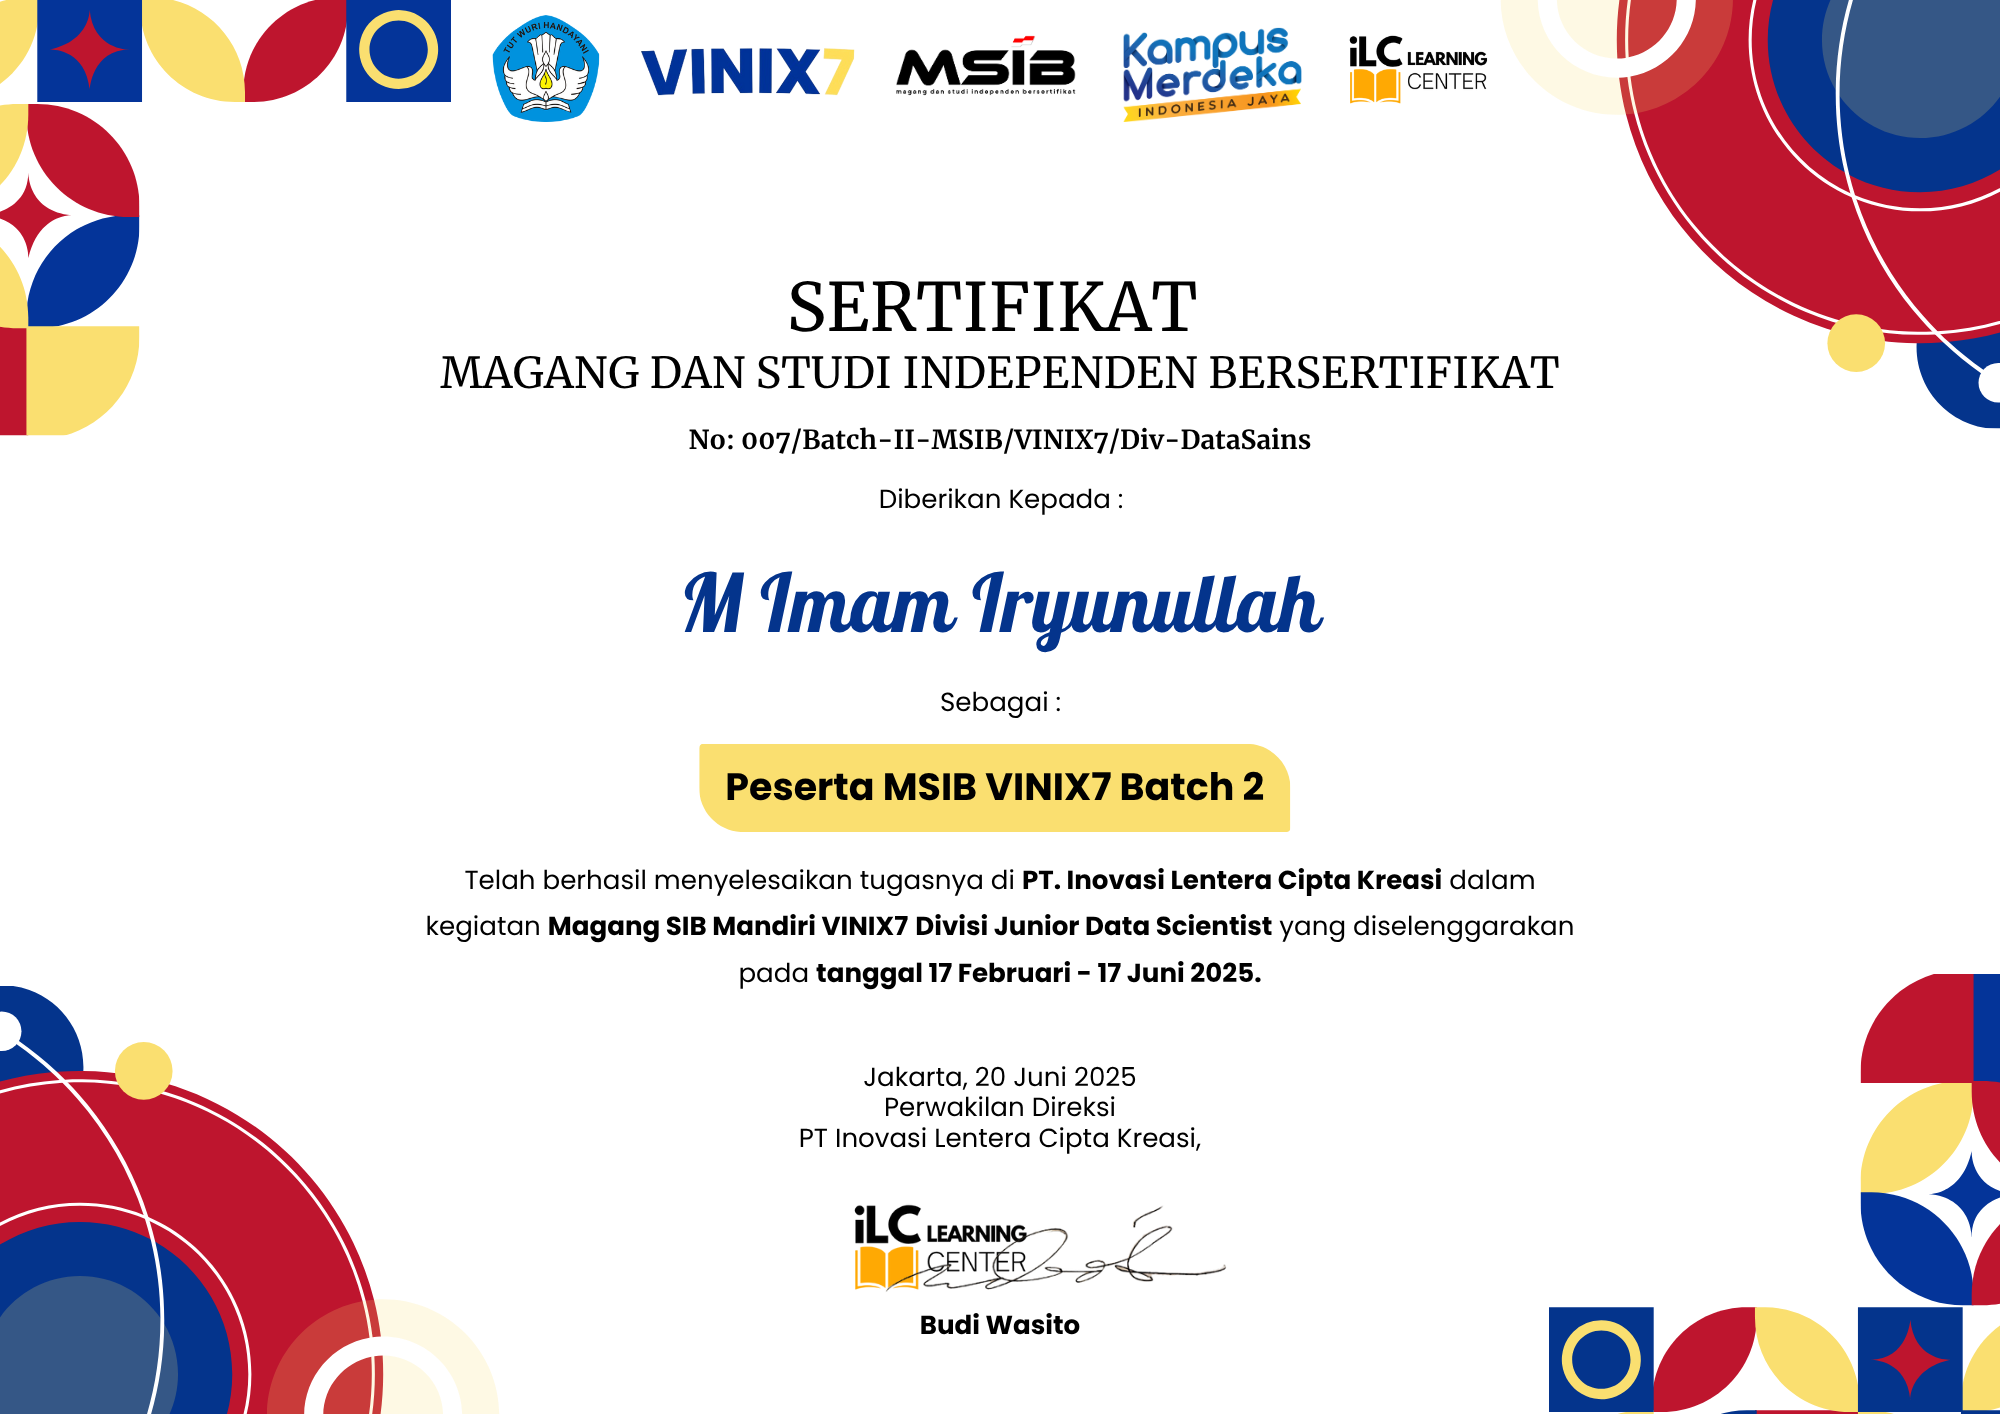 TUT WURI HANDAYANI
VINIX7
MSIB
magang dan studi independen bersertifikat
Kampus
Merdeka
INDONESIA JAYA
iLC LEARNING
CENTER
SERTIFIKAT
MAGANG DAN STUDI INDEPENDEN BERSERTIFIKAT
No: 007/Batch-II-MSIB/VINIX7/Div-DataSains
Diberikan Kepada :
M Imam Iryunullah
Sebagai :
Peserta MSIB VINIX7 Batch 2
Telah berhasil menyelesaikan tugasnya di PT. Inovasi Lentera Cipta Kreasi dalam
kegiatan Magang SIB Mandiri VINIX7 Divisi Junior Data Scientist yang diselenggarakan
pada tanggal 17 Februari - 17 Juni 2025.
Jakarta, 20 Juni 2025
Perwakilan Direksi
PT Inovasi Lentera Cipta Kreasi,
iLC LEARNING
CENTER
Budi Wasito